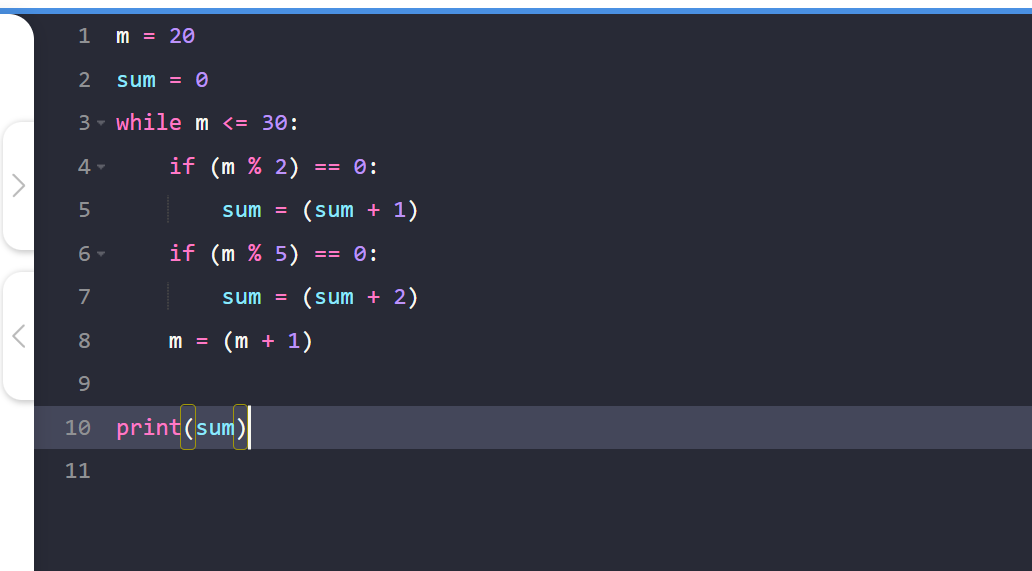 1 m = 20
2 sum = 0
3 while m <= 30:
4     if (m % 2) == 0:
5         sum = (sum + 1)
6     if (m % 5) == 0:
7         sum = (sum + 2)
8     m = (m + 1)
9
10 print(sum)
11